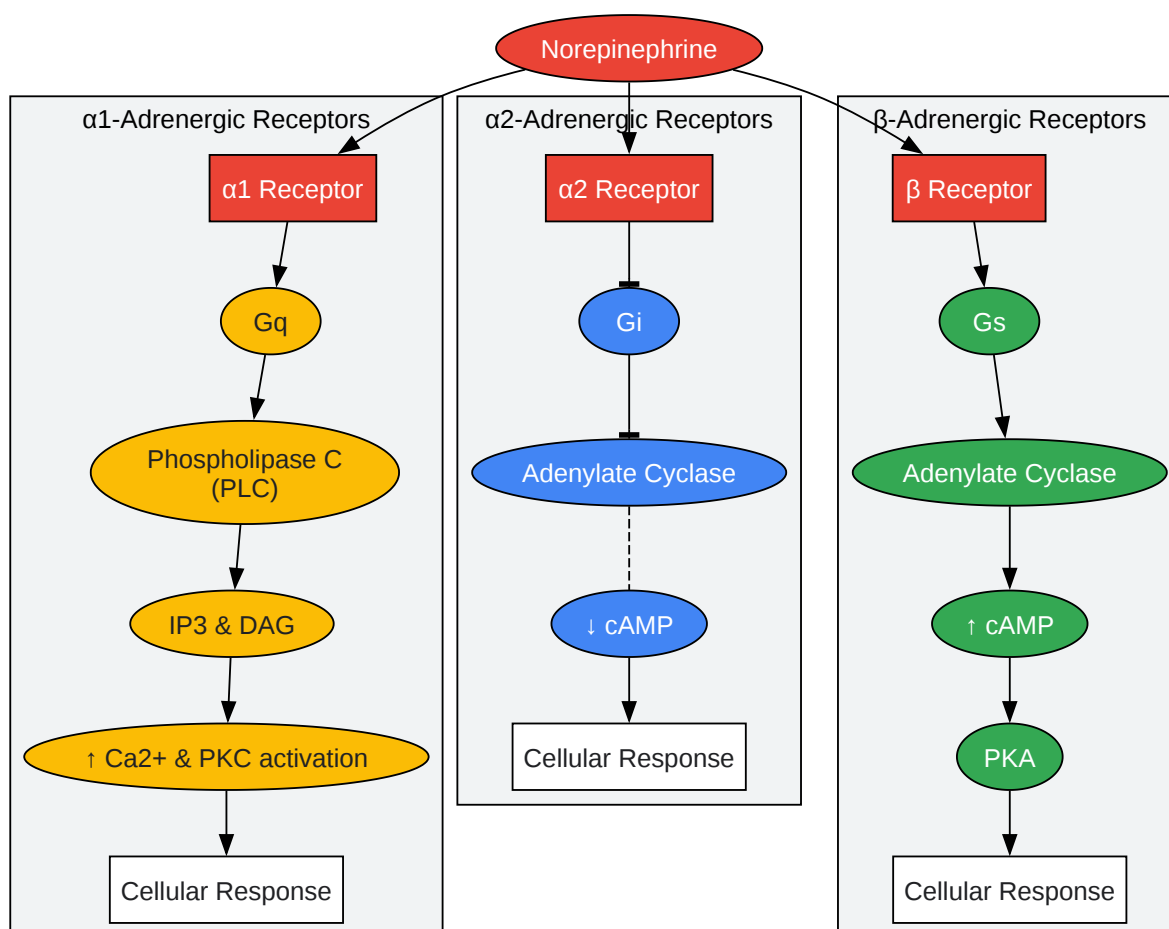 Norepinephrine
α1-Adrenergic Receptors
α1 Receptor
Gq
Phospholipase C
(PLC)
IP3 & DAG
↑ Ca2+ & PKC activation
Cellular Response
α2-Adrenergic Receptors
α2 Receptor
Gi
Adenylate Cyclase
↓ cAMP
Cellular Response
β-Adrenergic Receptors
β Receptor
Gs
Adenylate Cyclase
↑ cAMP
PKA
Cellular Response